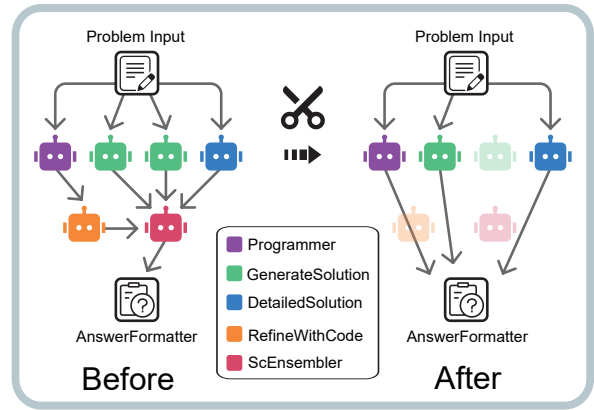 Problem Input
Problem Input
Programmer
GenerateSolution
DetailedSolution
RefineWithCode
ScEnsembler
AnswerFormatter
AnswerFormatter
Before
After